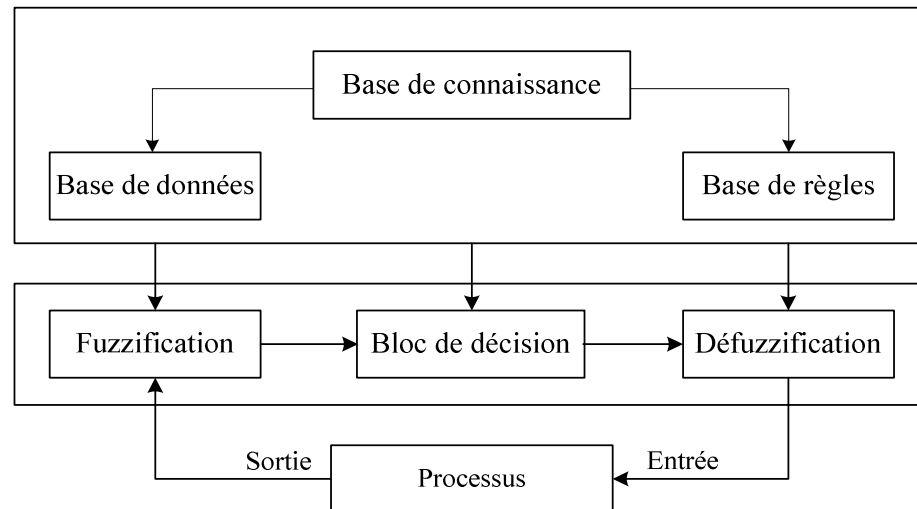 Base de connaissance
Base de données
Base de règles
Fuzzification
Bloc de décision
Défuzzification
Sortie
Entrée
Processus